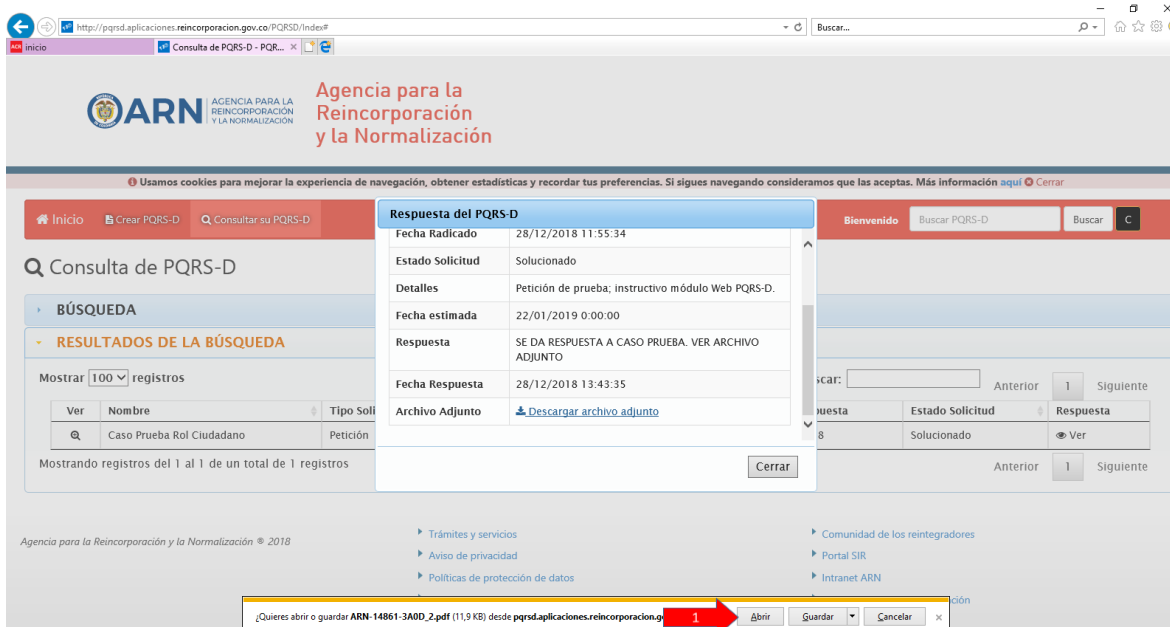 http://pqrsd.aplicaciones.reincorporacion.gov.co/PQRSD/Index#
Buscar...
ACR inicio
Consulta de PQRS-D - PQR...
ARN
AGENCIA PARA LA
REINCORPORACIÓN
Y LA NORMALIZACIÓN
Agencia para la
Reincorporación
y la Normalización
Usamos cookies para mejorar la experiencia de navegación, obtener estadísticas y recordar tus preferencias. Si sigues navegando consideramos que las aceptas. Más información aquí Cerrar
Inicio Crear PQRS-D Consultar su PQRS-D
Bienvenido Buscar PQRS-D Buscar C
Respuesta del PQRS-D
Fecha Radicado 28/12/2018 11:55:34
Estado Solicitud Solucionado
Detalles Petición de prueba; instructivo módulo Web PQRS-D.
Fecha estimada 22/01/2019 0:00:00
Respuesta SE DA RESPUESTA A CASO PRUEBA. VER ARCHIVO
ADJUNTO
Fecha Respuesta 28/12/2018 13:43:35
Archivo Adjunto Descargar archivo adjunto
Cerrar
Consulta de PQRS-D
BÚSQUEDA
RESULTADOS DE LA BÚSQUEDA
Mostrar 100 registros
Anterior 1 Siguiente
Ver Nombre Tipo Estado Solicitud Respuesta
Caso Prueba Rol Ciudadano Petición 8 Solucionado Ver
Mostrando registros del 1 al 1 de un total de 1 registros
Anterior 1 Siguiente
Agencia para la Reincorporación y la Normalización ® 2018
Trámites y servicios
Aviso de privacidad
Políticas de protección de datos
Comunidad de los reintegradores
Portal SIR
Intranet ARN
¿Quieres abrir o guardar ARN-14861-3A0D_2.pdf (11,9 KB) desde pqrsd.aplicaciones.reincorporacion.g
1
Abrir Guardar Cancelar